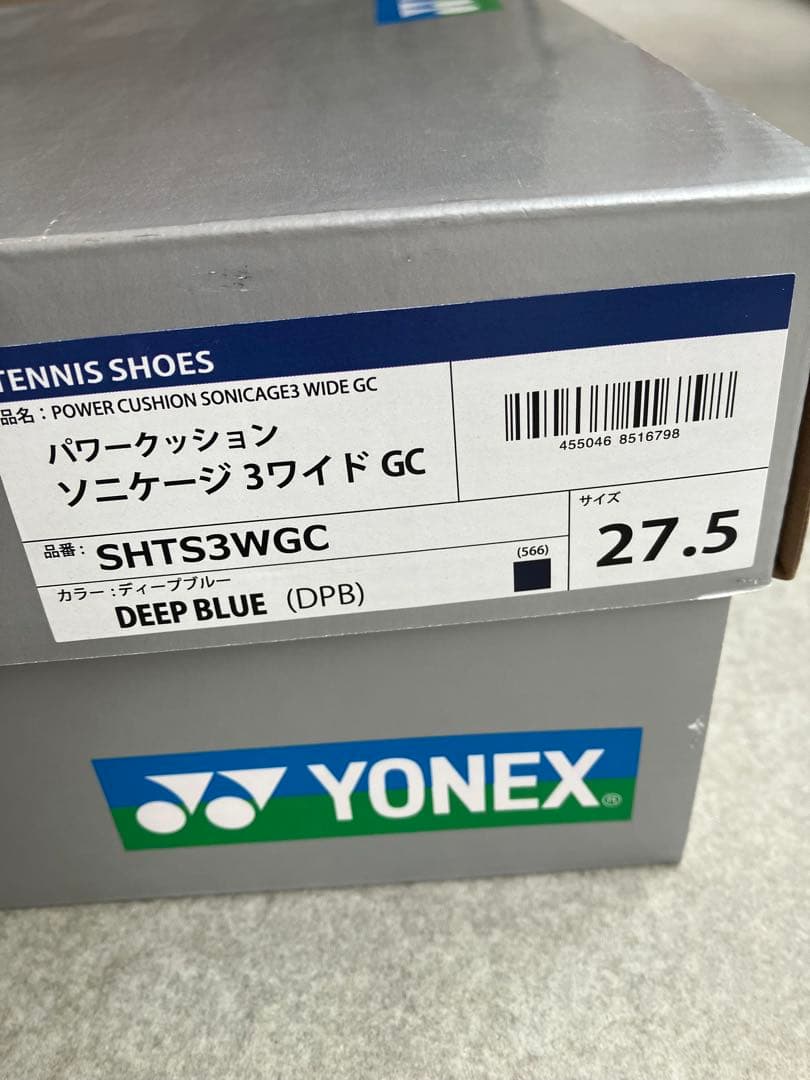 TENNIS SHOES
品名：POWER CUSHION SONICAGE3 WIDE GC
パワークッション
ソニケージ 3ワイド GC
455046 8516798
品番： SHTS3WGC
サイズ
27.5
カラー：ディープブルー
DEEP BLUE (DPB)
(566)
YONEX